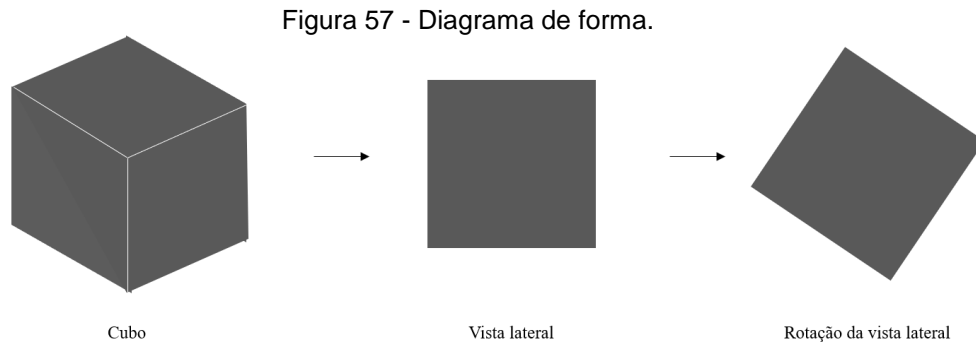 Figura 57 - Diagrama de forma.
Cubo
Vista lateral
Rotação da vista lateral